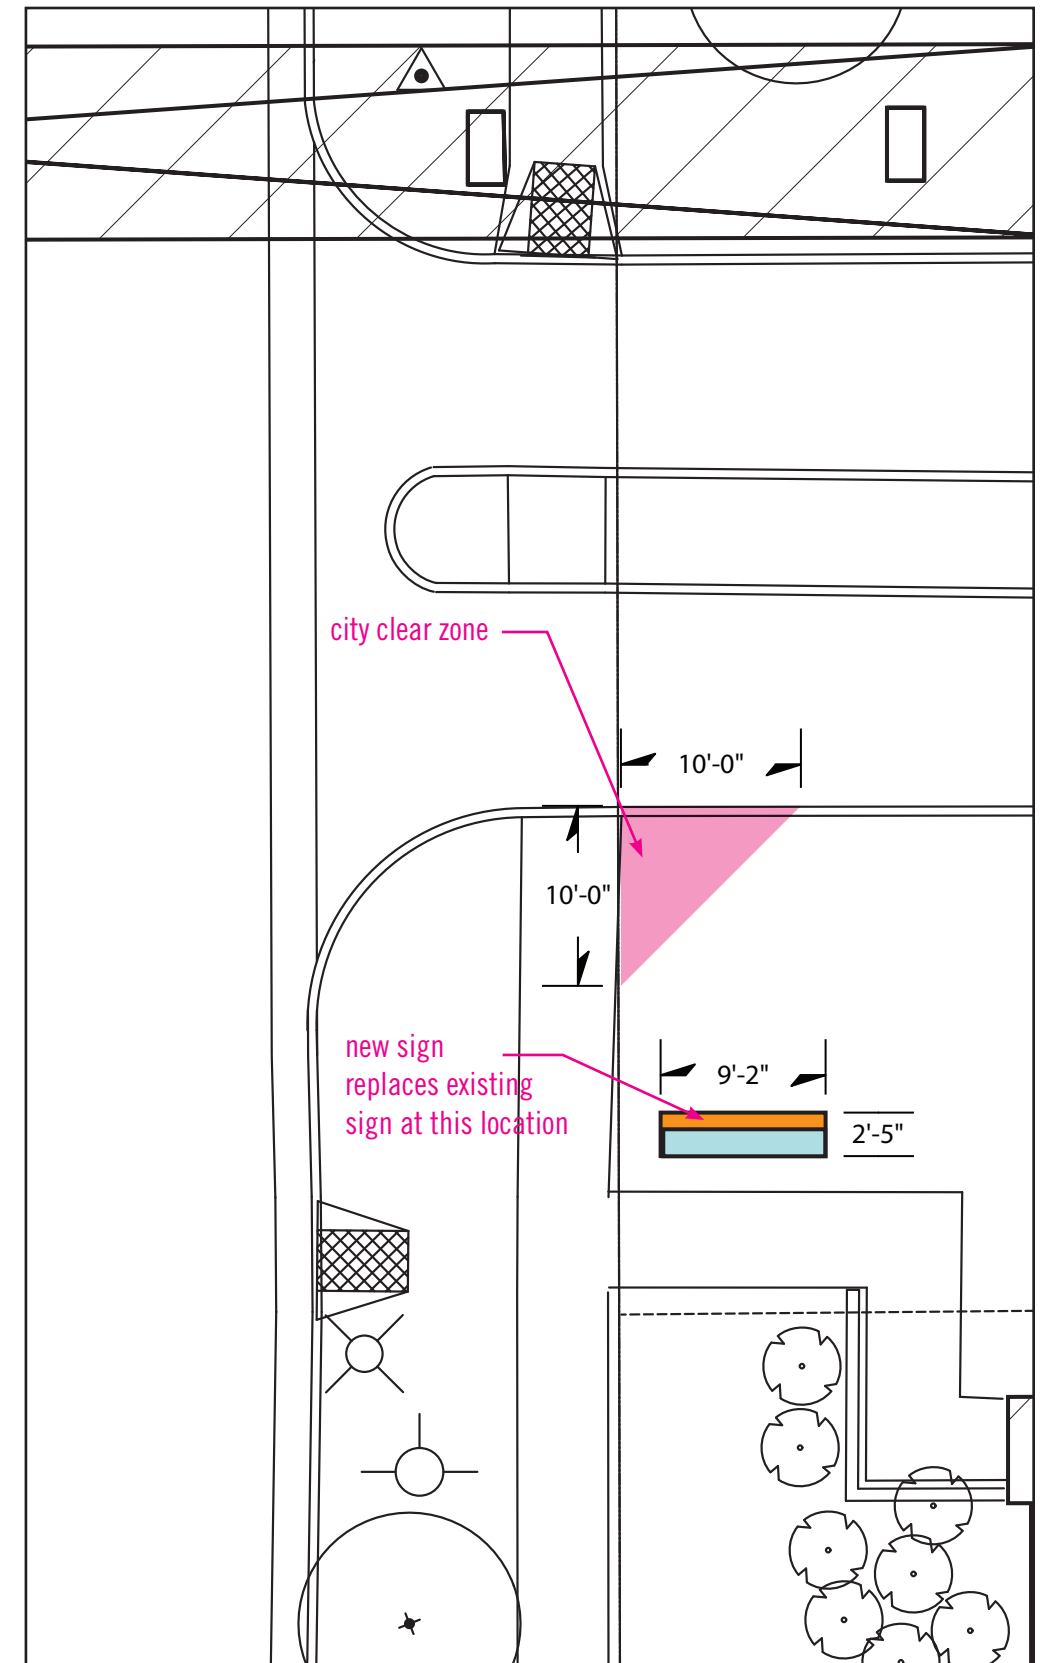 city clear zone
10'-0"
10'-0"
new sign
replaces existing
sign at this location
9'-2"
2'-5"